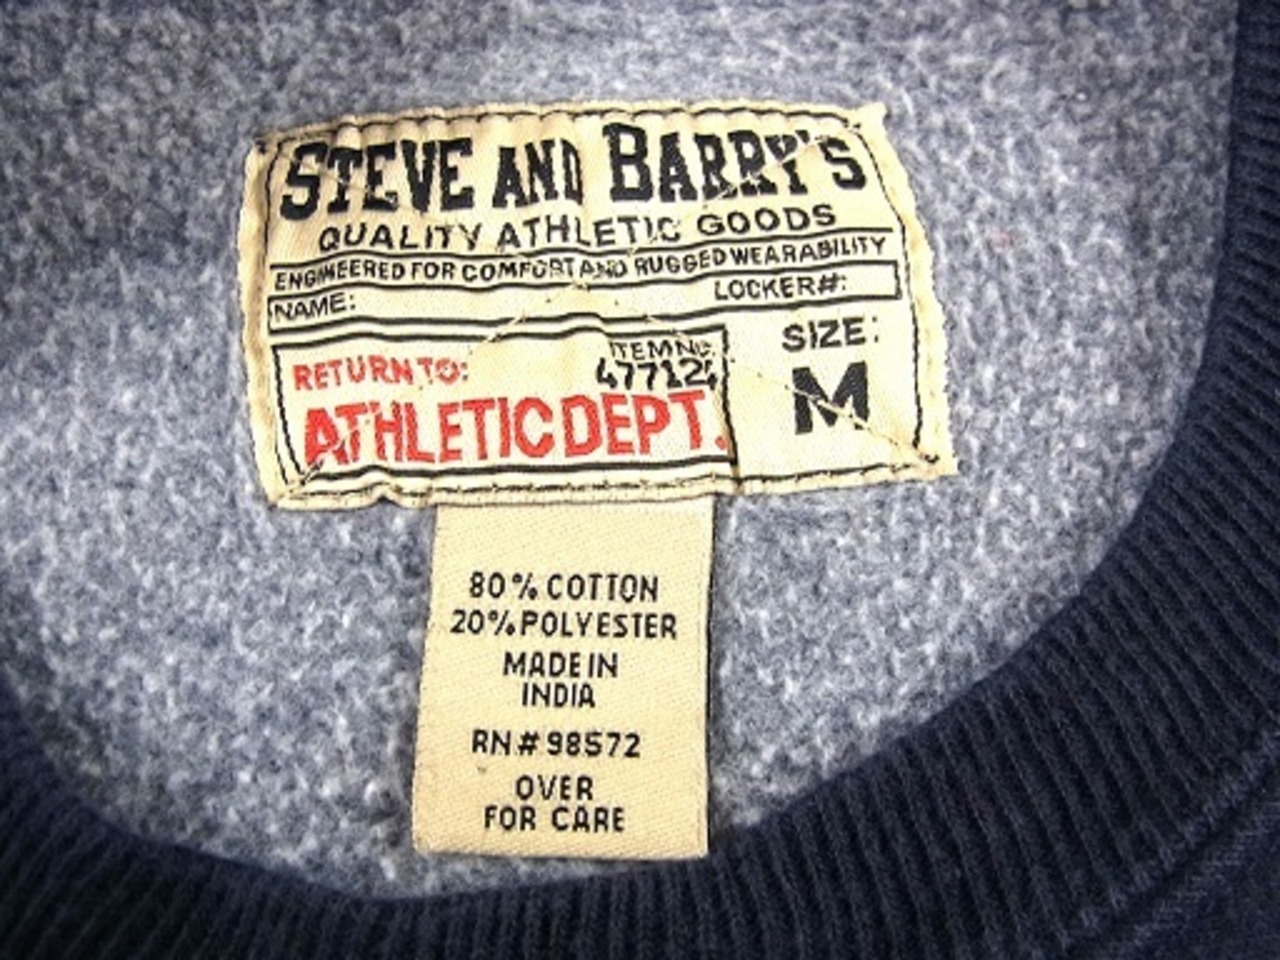 STEVE AND BARRY'S
QUALITY ATHLETIC GOODS
ENGINEERED FOR COMFORT AND RUGGED WEARABILITY
NAME: LOCKER#:
SIZE:
M
ITEM NO:
RETURN TO:
ATHLETIC DEPT.
80% COTTON
20% POLYESTER
MADE IN
INDIA
RN# 98572
OVER
FOR CARE